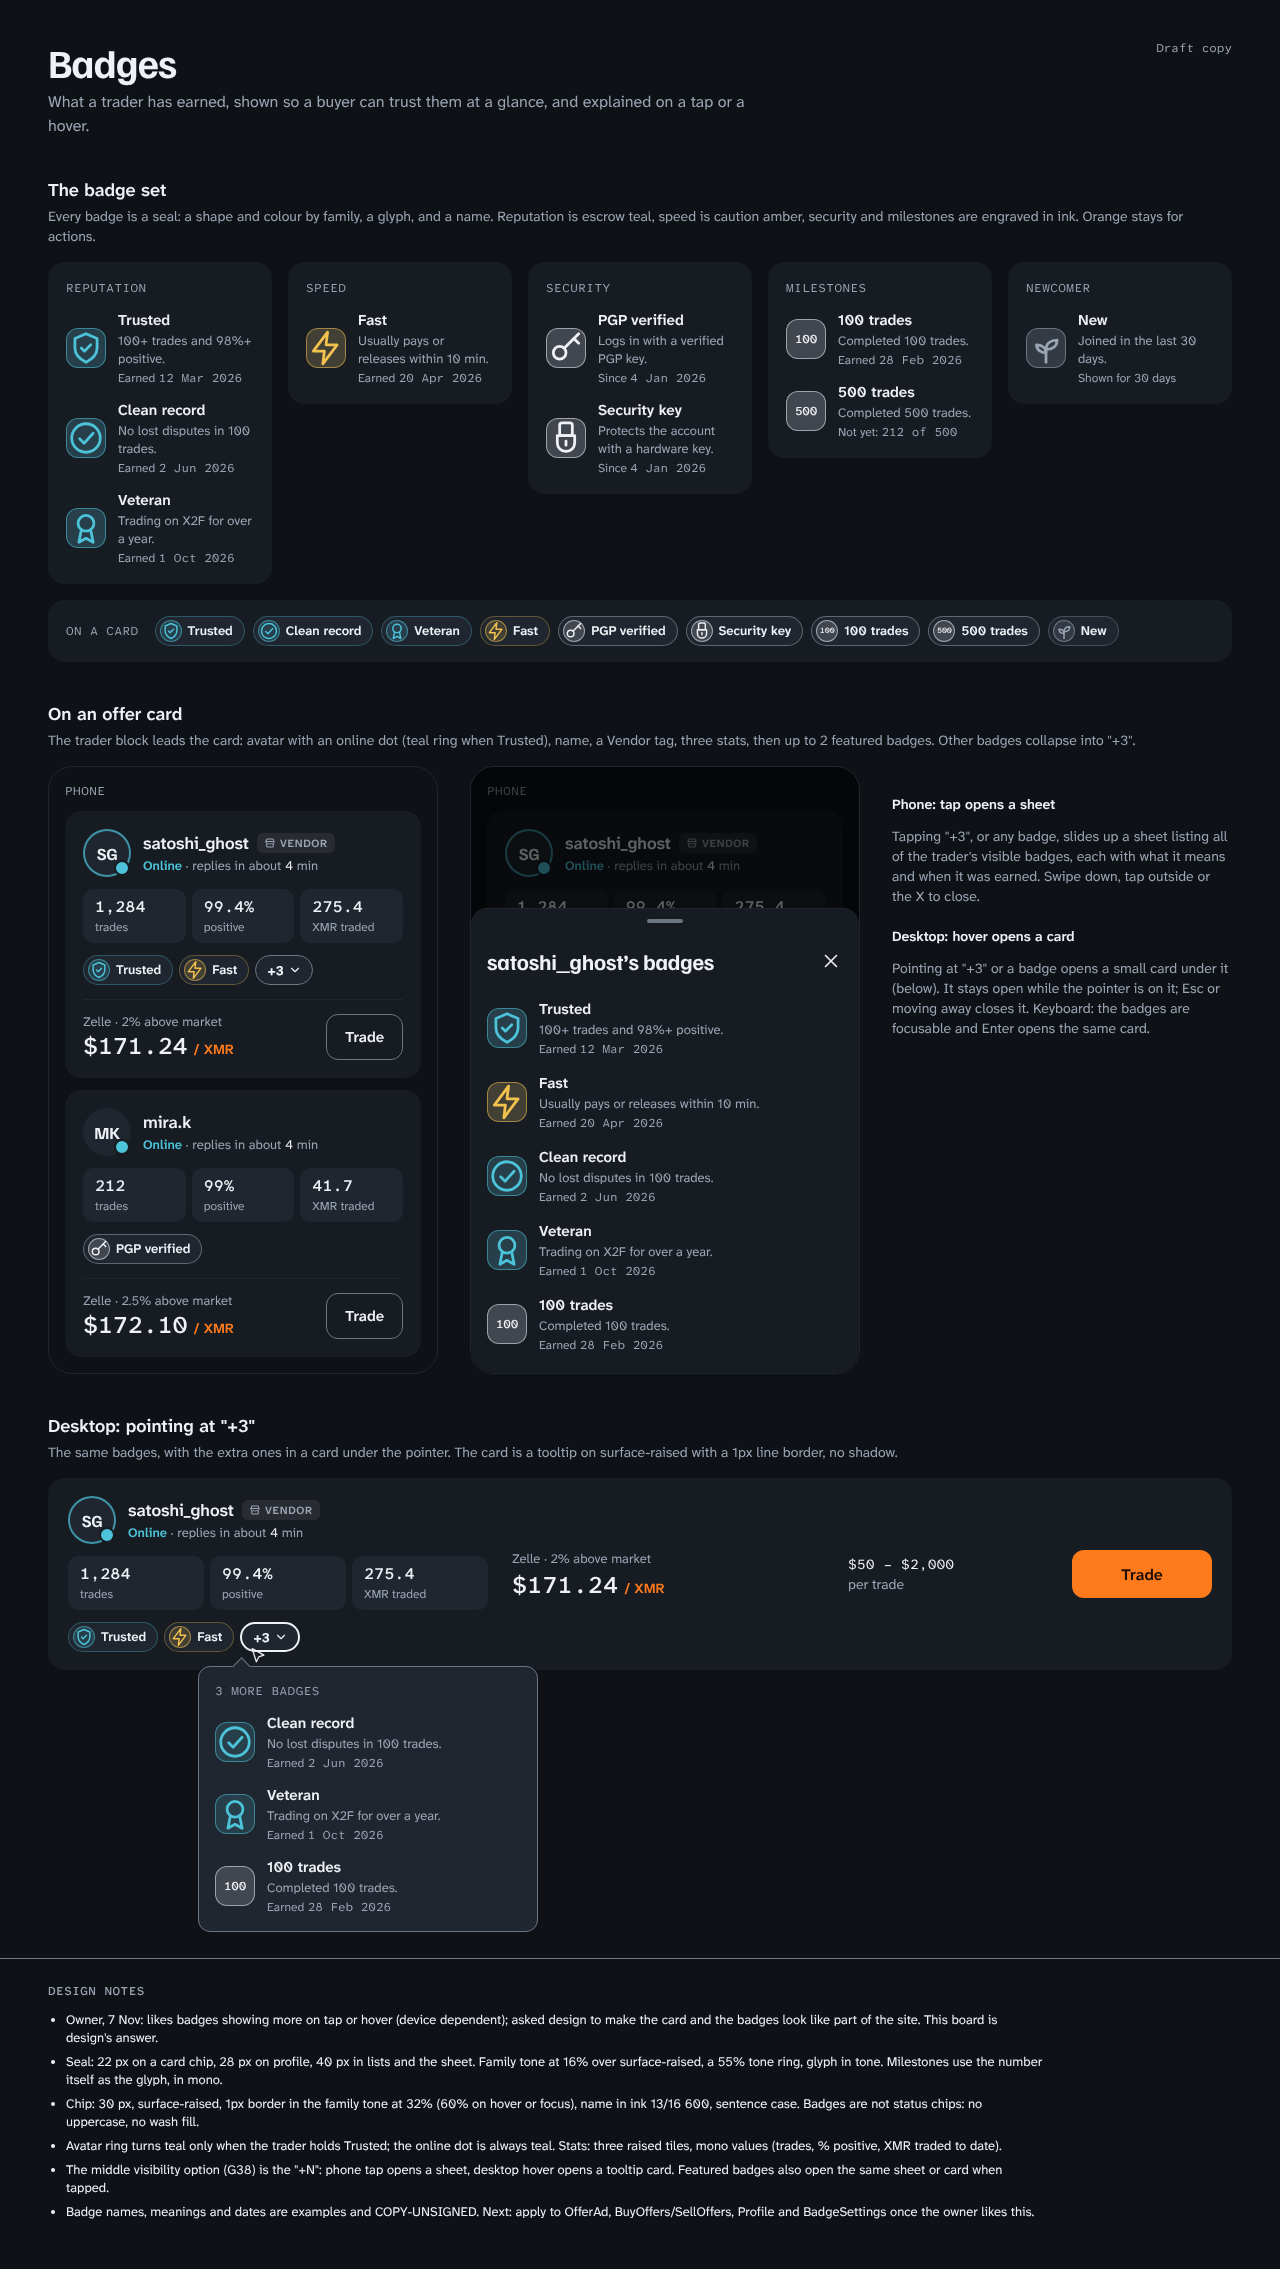 Badges
Draft copy
What a trader has earned, shown so a buyer can trust them at a glance, and explained on a tap or a
hover.
The badge set
Every badge is a seal: a shape and colour by family, a glyph, and a name. Reputation is escrow teal, speed is caution amber, security and milestones are engraved in ink. Orange stays for
actions.
REPUTATION
Trusted
100+ trades and 98%+
positive.
Earned 12 Mar 2026
Clean record
No lost disputes in 100
trades.
Earned 2 Jun 2026
Veteran
Trading on X2F for over
a year.
Earned 1 Oct 2026
SPEED
Fast
Usually pays or
releases within 10 min.
Earned 20 Apr 2026
SECURITY
PGP verified
Logs in with a verified
PGP key.
Since 4 Jan 2026
Security key
Protects the account
with a hardware key.
Since 4 Jan 2026
MILESTONES
100
100 trades
Completed 100 trades.
Earned 28 Feb 2026
500
500 trades
Completed 500 trades.
Not yet: 212 of 500
NEWCOMER
New
Joined in the last 30
days.
Shown for 30 days
ON A CARD
Trusted
Clean record
Veteran
Fast
PGP verified
Security key
100
100 trades
500
500 trades
New
On an offer card
The trader block leads the card: avatar with an online dot (teal ring when Trusted), name, a Vendor tag, three stats, then up to 2 featured badges. Other badges collapse into "+3".
PHONE
SG
satoshi_ghost
VENDOR
Online · replies in about 4 min
1,284
trades
99.4%
positive
275.4
XMR traded
Trusted
Fast
+3
Zelle · 2% above market
$171.24 / XMR
Trade
MK
mira.k
Online · replies in about 4 min
212
trades
99%
positive
41.7
XMR traded
PGP verified
Zelle · 2.5% above market
$172.10 / XMR
Trade
PHONE
SG
satoshi_ghost
VENDOR
Online · replies in about 4 min
1,284
99.4%
275.4
satoshi_ghost's badges
Trusted
100+ trades and 98%+ positive.
Earned 12 Mar 2026
Fast
Usually pays or releases within 10 min.
Earned 20 Apr 2026
Clean record
No lost disputes in 100 trades.
Earned 2 Jun 2026
Veteran
Trading on X2F for over a year.
Earned 1 Oct 2026
100
100 trades
Completed 100 trades.
Earned 28 Feb 2026
Phone: tap opens a sheet
Tapping "+3", or any badge, slides up a sheet listing all
of the trader's visible badges, each with what it means
and when it was earned. Swipe down, tap outside or
the X to close.
Desktop: hover opens a card
Pointing at "+3" or a badge opens a small card under it
(below). It stays open while the pointer is on it; Esc or
moving away closes it. Keyboard: the badges are
focusable and Enter opens the same card.
Desktop: pointing at "+3"
The same badges, with the extra ones in a card under the pointer. The card is a tooltip on surface-raised with a 1px line border, no shadow.
SG
satoshi_ghost
VENDOR
Online · replies in about 4 min
1,284
trades
99.4%
positive
275.4
XMR traded
Trusted
Fast
+3
Zelle · 2% above market
$171.24 / XMR
$50 – $2,000
per trade
Trade
3 MORE BADGES
Clean record
No lost disputes in 100 trades.
Earned 2 Jun 2026
Veteran
Trading on X2F for over a year.
Earned 1 Oct 2026
100
100 trades
Completed 100 trades.
Earned 28 Feb 2026
DESIGN NOTES
• Owner, 7 Nov: likes badges showing more on tap or hover (device dependent); asked design to make the card and the badges look like part of the site. This board is
design's answer.
• Seal: 22 px on a card chip, 28 px on profile, 40 px in lists and the sheet. Family tone at 16% over surface-raised, a 55% tone ring, glyph in tone. Milestones use the number
itself as the glyph, in mono.
• Chip: 30 px, surface-raised, 1px border in the family tone at 32% (60% on hover or focus), name in ink 13/16 600, sentence case. Badges are not status chips: no
uppercase, no wash fill.
• Avatar ring turns teal only when the trader holds Trusted; the online dot is always teal. Stats: three raised tiles, mono values (trades, % positive, XMR traded to date).
• The middle visibility option (G38) is the "+N": phone tap opens a sheet, desktop hover opens a tooltip card. Featured badges also open the same sheet or card when
tapped.
• Badge names, meanings and dates are examples and COPY-UNSIGNED. Next: apply to OfferAd, BuyOffers/SellOffers, Profile and BadgeSettings once the owner likes this.